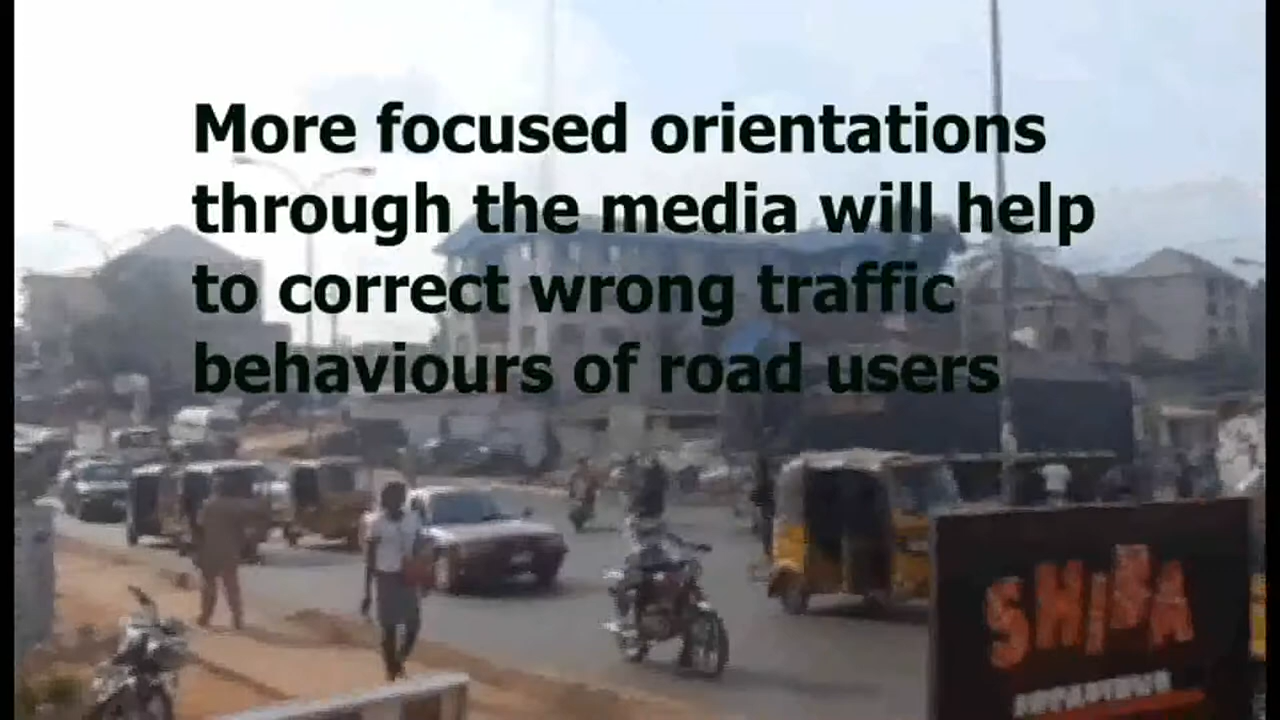 More focused orientations
through the media will help
to correct wrong traffic
behaviours of road users
SHIBA